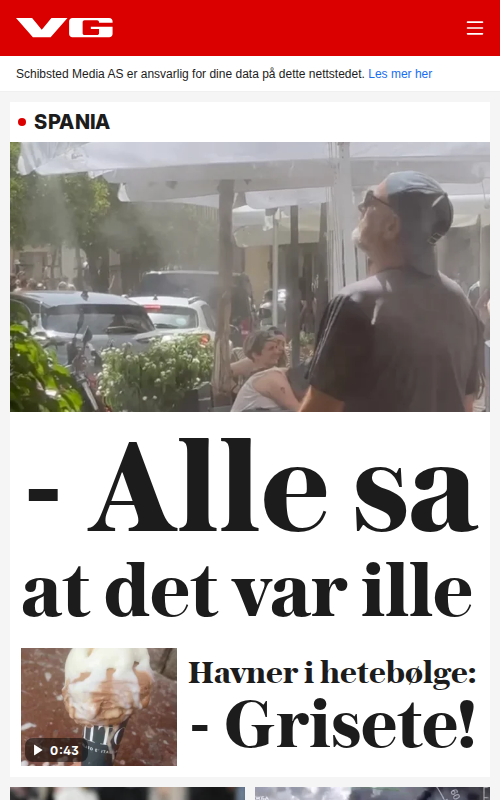 VG
Schibsted Media AS er ansvarlig for dine data på dette nettstedet. Les mer her
SPANIA
- Alle sa
at det var ille
0:43
Havner i hetebølge:
- Grisete!